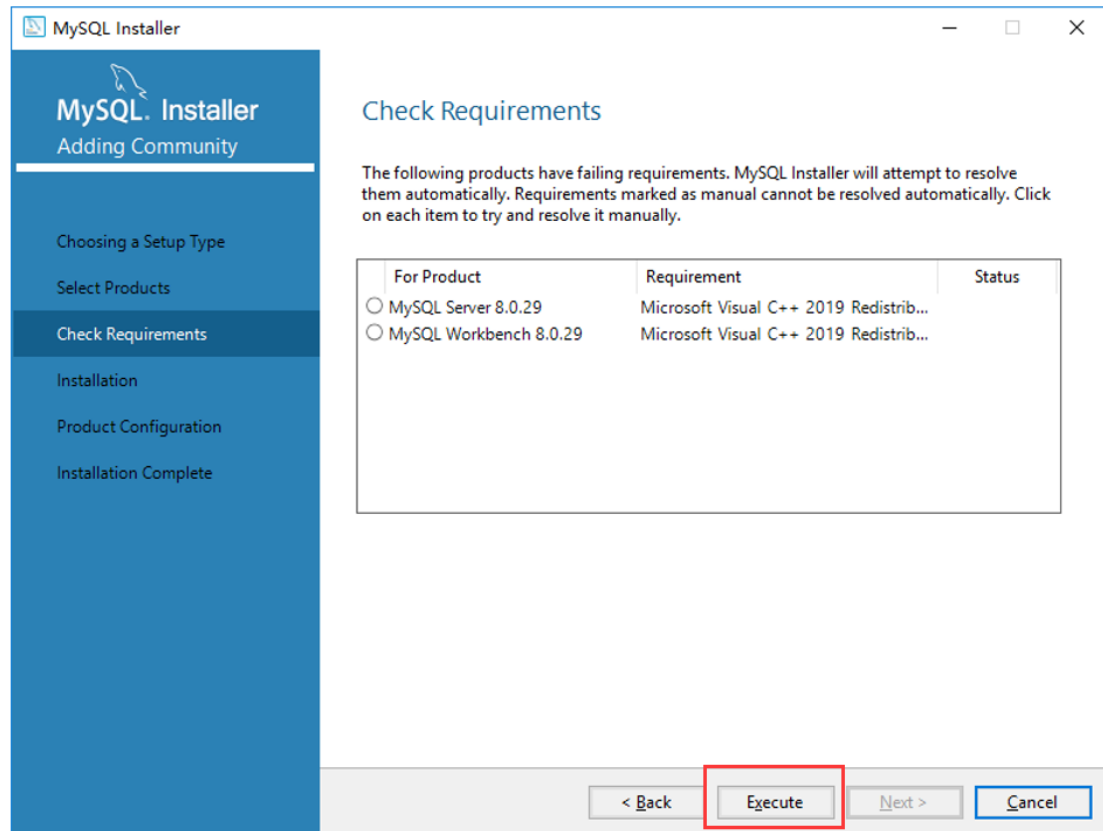 MySQL Installer
MySQL. Installer
Adding Community
Choosing a Setup Type
Select Products
Check Requirements
Installation
Product Configuration
Installation Complete
Check Requirements
The following products have failing requirements. MySQL Installer will attempt to resolve
them automatically. Requirements marked as manual cannot be resolved automatically. Click
on each item to try and resolve it manually.
For Product Requirement Status
MySQL Server 8.0.29 Microsoft Visual C++ 2019 Redistrib...
MySQL Workbench 8.0.29 Microsoft Visual C++ 2019 Redistrib...
< Back Execute Next > Cancel